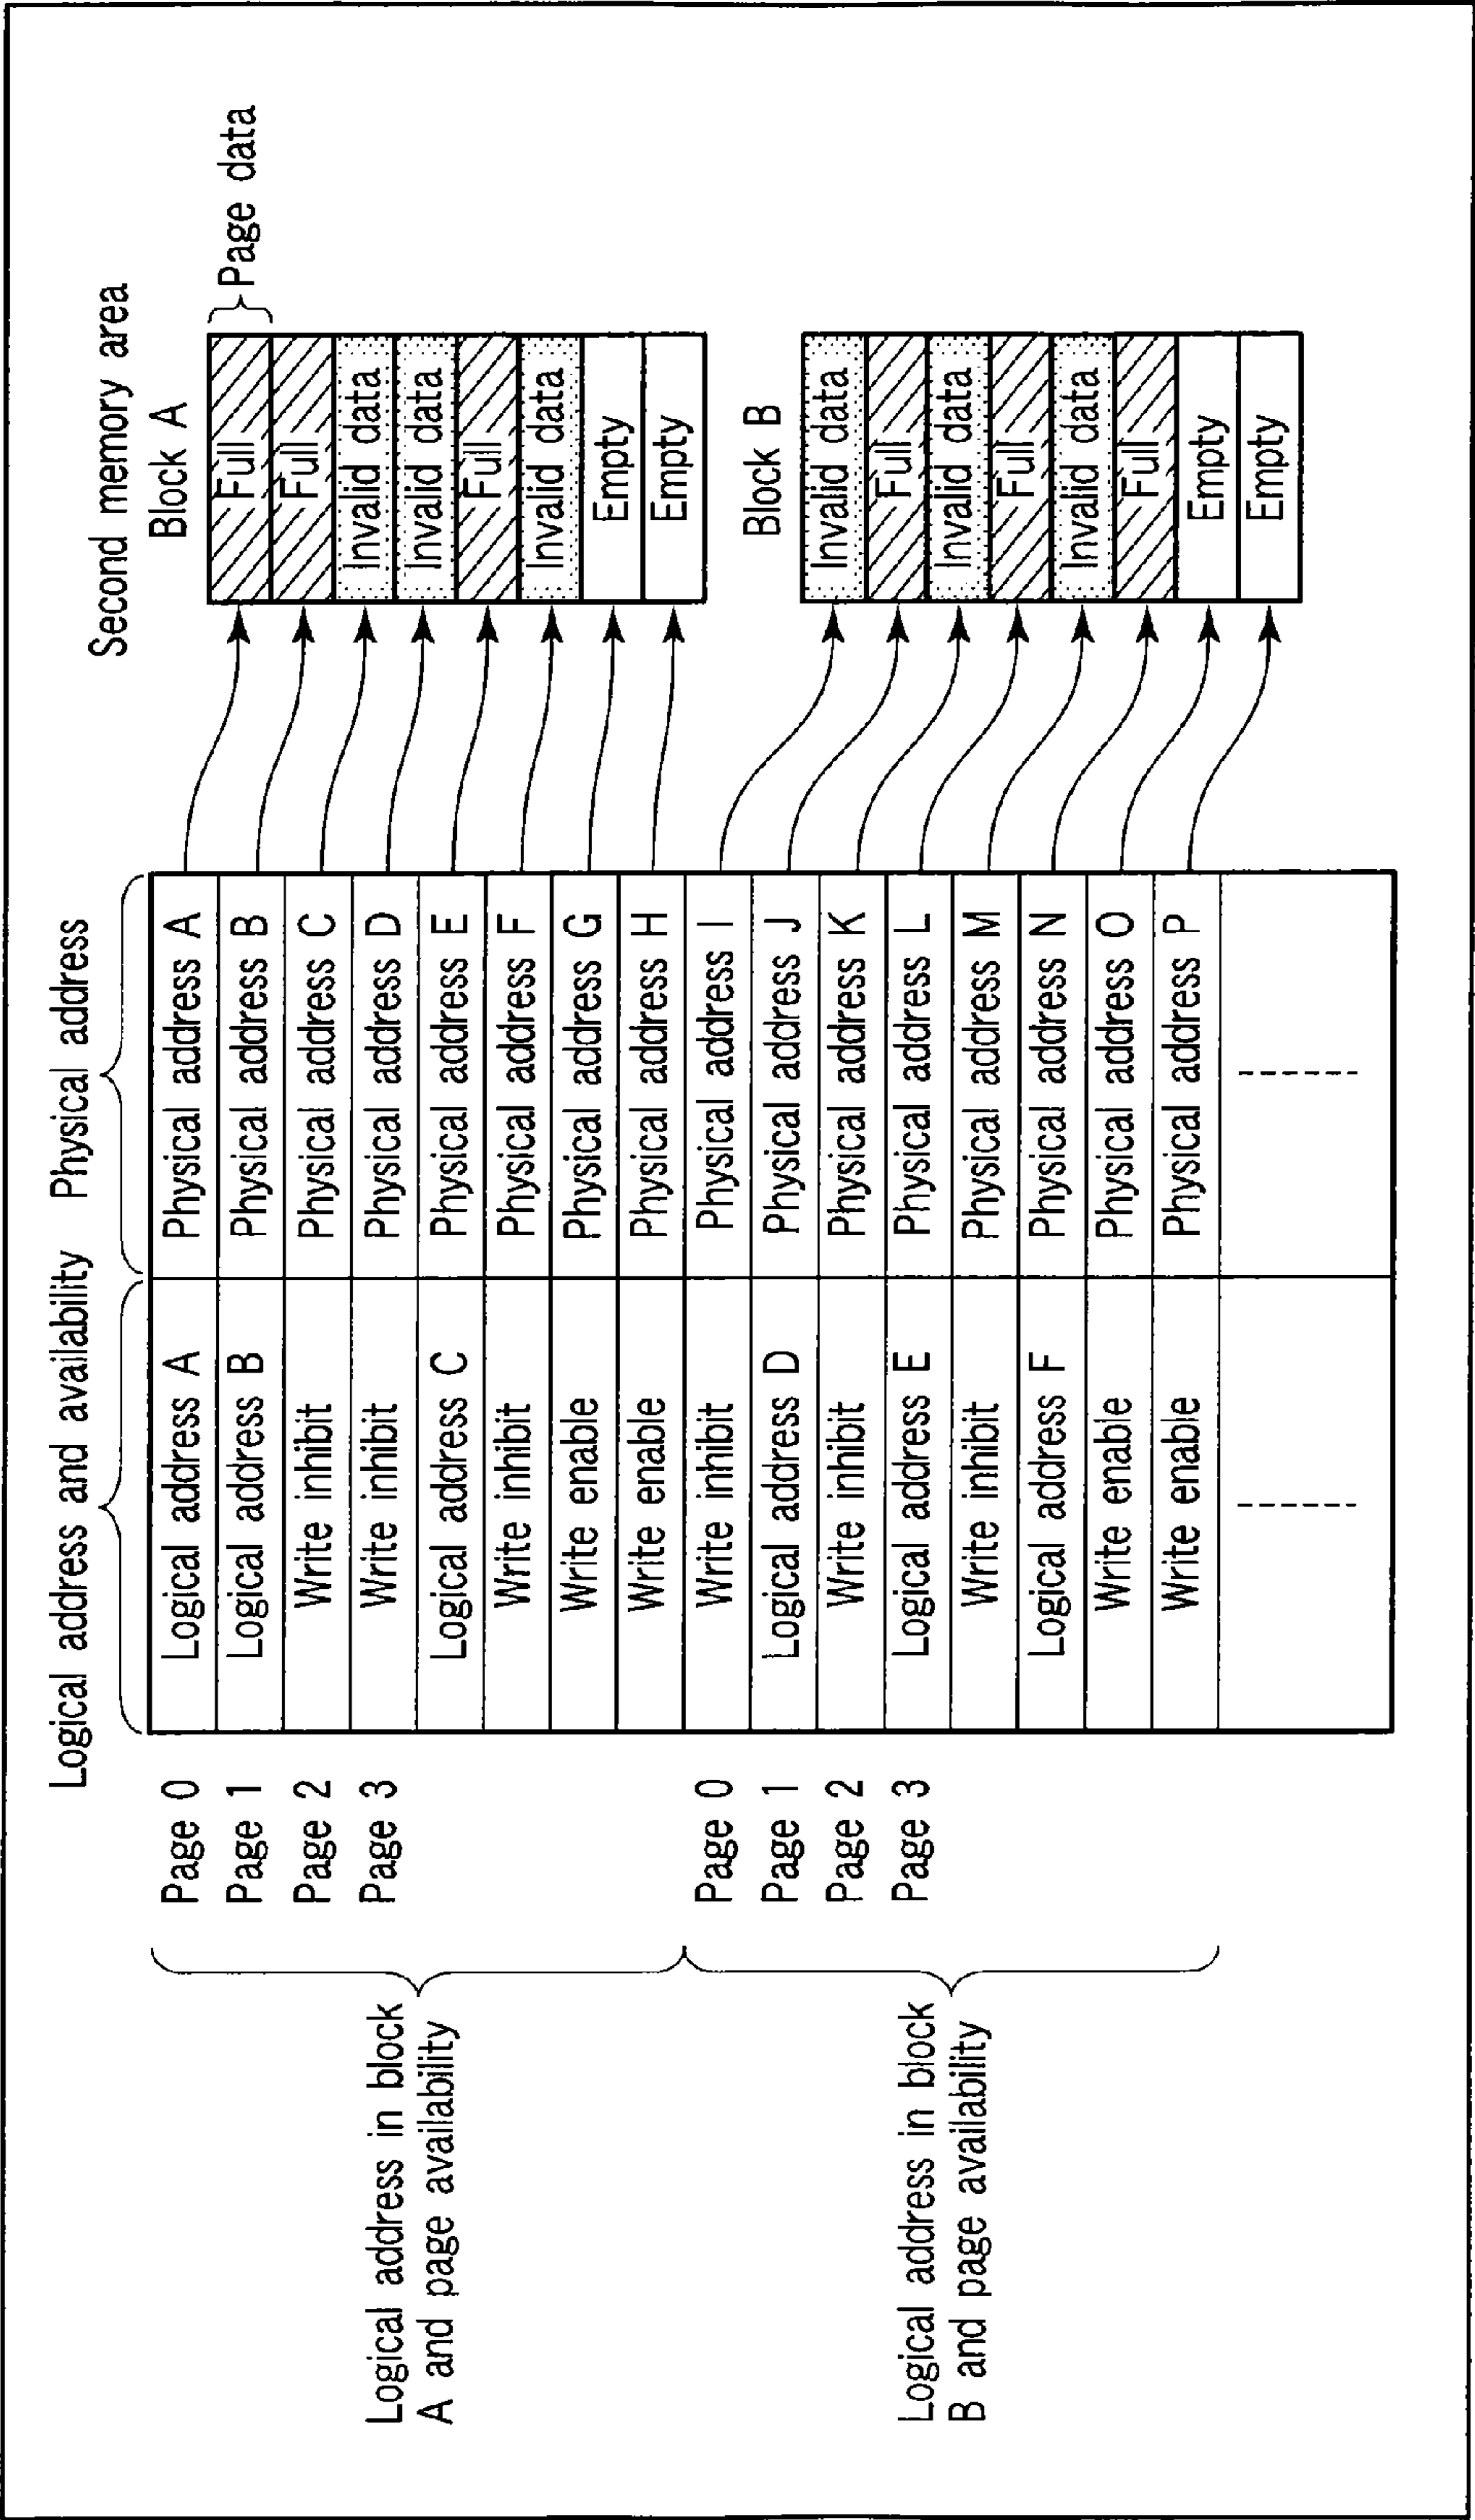 Logical address and availability
Physical address
Second memory area
Block A
Page data
Page 0
Logical address A
Physical address A
Full
Page 1
Logical address B
Physical address B
Full
Page 2
Write inhibit
Physical address C
Invalid data
Page 3
Write inhibit
Physical address D
Invalid data
Logical address C
Physical address E
Full
Write inhibit
Physical address F
Invalid data
Write enable
Physical address G
Empty
Write enable
Physical address H
Empty
Logical address in block
A and page availability
Block B
Page 0
Write inhibit
Physical address I
Invalid data
Page 1
Logical address D
Physical address J
Full
Page 2
Write inhibit
Physical address K
Invalid data
Page 3
Logical address E
Physical address L
Full
Write inhibit
Physical address M
Invalid data
Logical address F
Physical address N
Full
Write enable
Physical address O
Empty
Write enable
Physical address P
Empty
Logical address in block
B and page availability